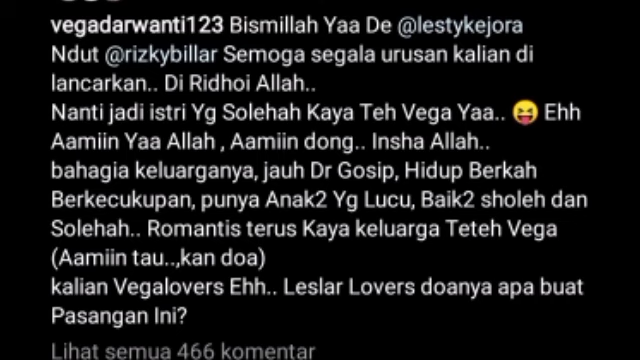 vegadarwanti123 Bismillah Yaa De @lestykejora
Ndut @rizkybillar Semoga segala urusan kalian di
lancarkan.. Di Ridhoi Allah..
Nanti jadi istri Yg Solehah Kaya Teh Vega Yaa.. 😝 Ehh
Aamiin Yaa Allah , Aamiin dong.. Insha Allah..
bahagia keluarganya, jauh Dr Gosip, Hidup Berkah
Berkecukupan, punya Anak2 Yg Lucu, Baik2 sholeh dan
Solehah.. Romantis terus Kaya keluarga Teteh Vega
(Aamiin tau..,kan doa)
kalian Vegalovers Ehh.. Leslar Lovers doanya apa buat
Pasangan Ini?
Lihat semua 466 komentar